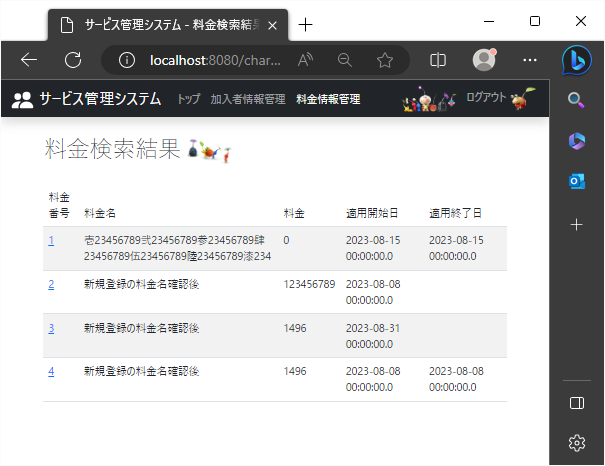 サービス管理システム - 料金検索結果
localhost:8080/char...
サービス管理システム トップ 加入者情報管理 料金情報管理 ログアウト
料金検索結果
料金番号 料金名 料金 適用開始日 適用終了日
1 壱23456789弐23456789参23456789肆 0 2023-08-15 2023-08-15
23456789伍23456789陸23456789漆234 00:00:00.0 00:00:00.0
2 新規登録の料金名確認後 123456789 2023-08-08
00:00:00.0
3 新規登録の料金名確認後 1496 2023-08-31
00:00:00.0
4 新規登録の料金名確認後 1496 2023-08-08 2023-08-08
00:00:00.0 00:00:00.0